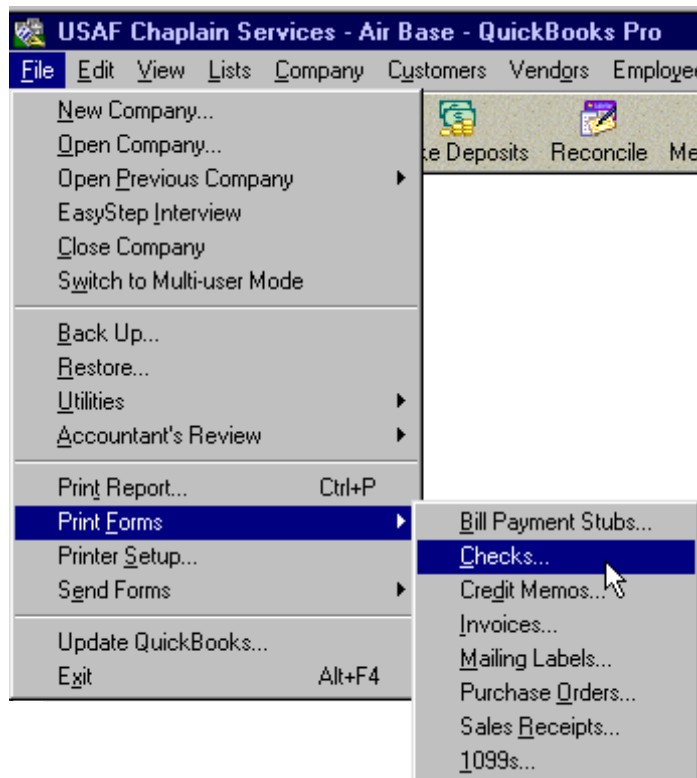 USAF Chaplain Services - Air Base - QuickBooks Pro
File Edit View Lists Company Customers Vendors Employee
New Company...
Open Company...
Open Previous Company
EasyStep Interview
Close Company
Switch to Multi-user Mode
Back Up...
Restore...
Utilities
Accountant's Review
Print Report... Ctrl+P
Print Forms
Printer Setup...
Send Forms
Update QuickBooks...
Exit Alt+F4
ke Deposits Reconcile Me
Bill Payment Stubs...
Checks...
Credit Memos...
Invoices...
Mailing Labels...
Purchase Orders...
Sales Receipts...
1099s...